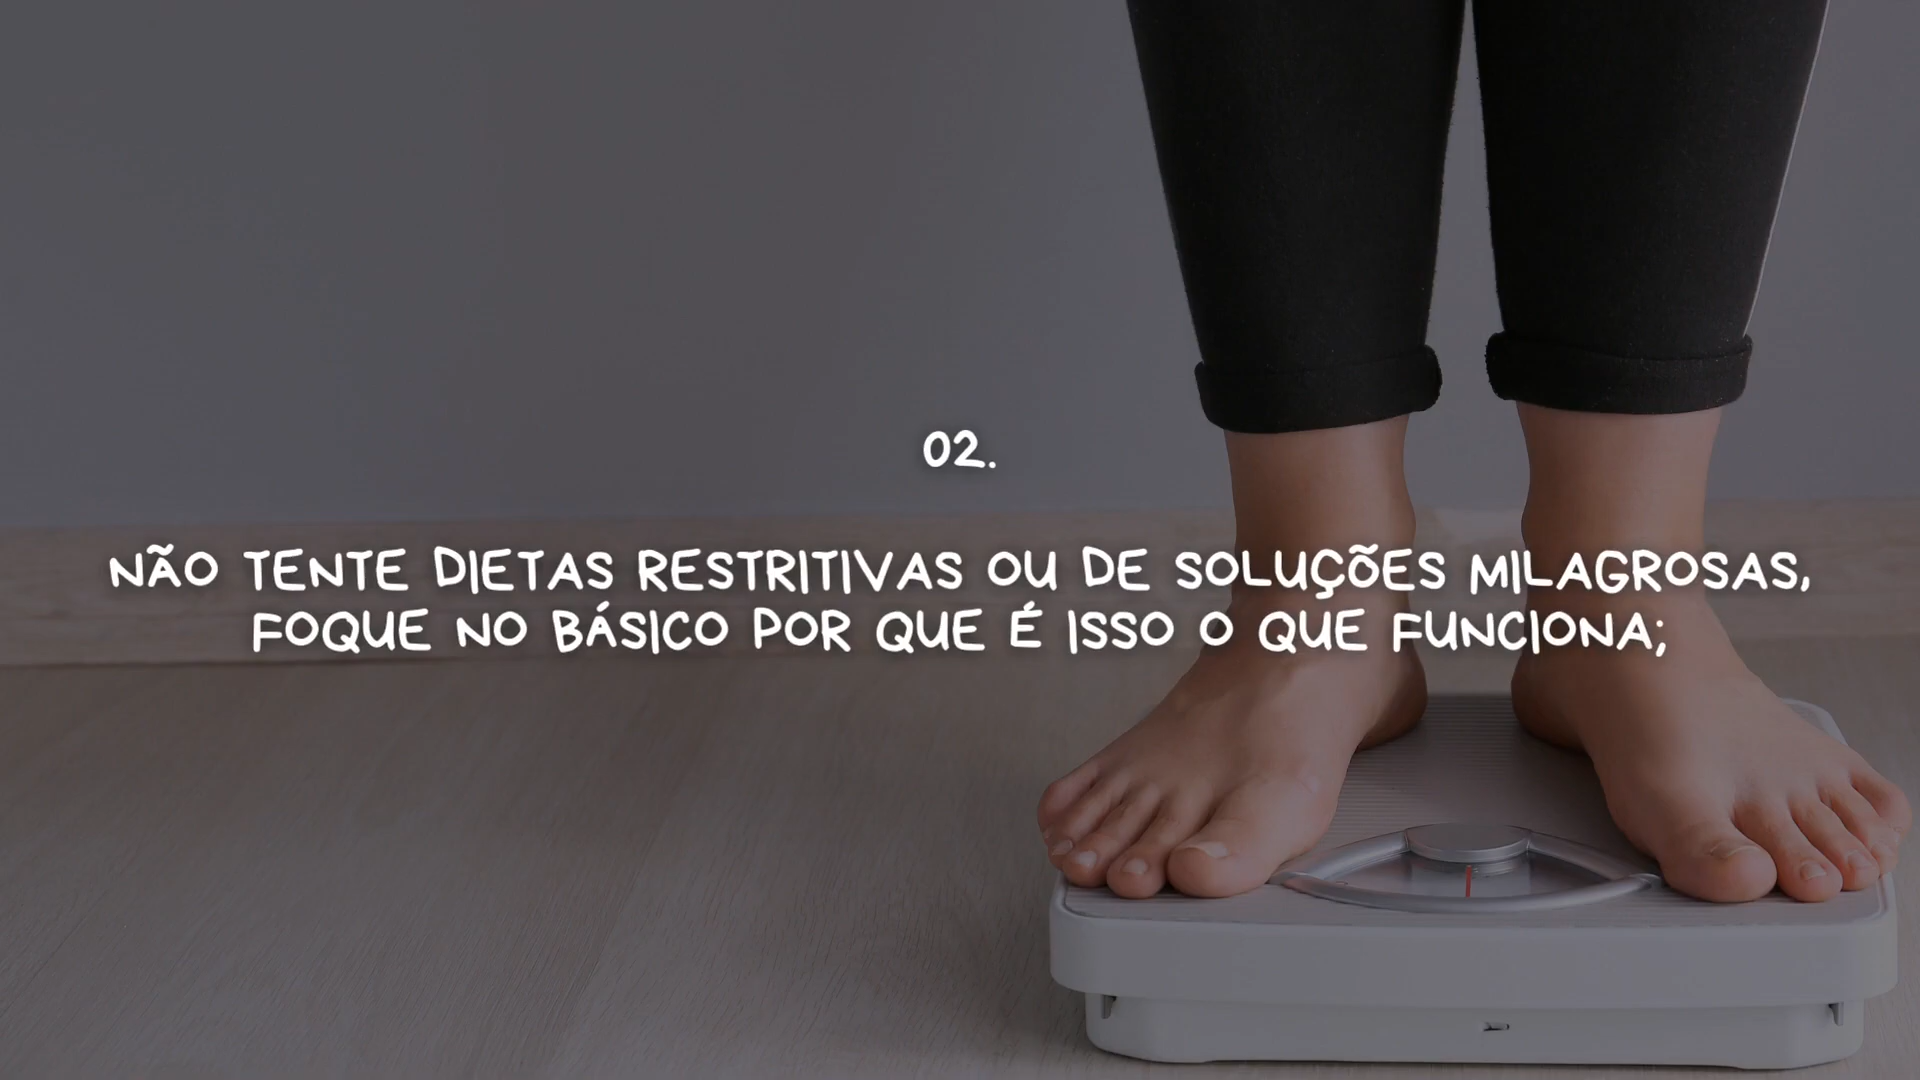 02.
NÃO TENTE DIETAS RESTRITIVAS OU DE SOLUÇÕES MILAGROSAS,
FOQUE NO BÁSICO POR QUE É ISSO O QUE FUNCIONA;